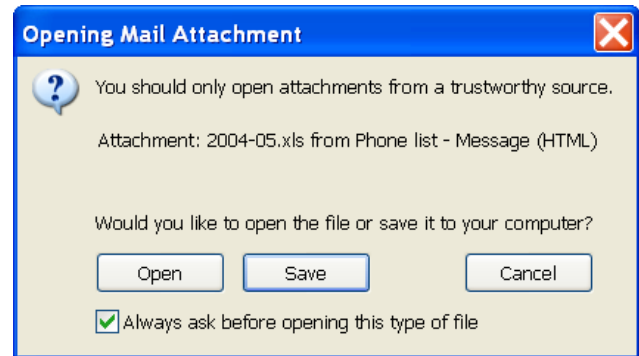 Opening Mail Attachment
You should only open attachments from a trustworthy source.
Attachment: 2004-05.xls from Phone list - Message (HTML)
Would you like to open the file or save it to your computer?
Open Save Cancel
Always ask before opening this type of file